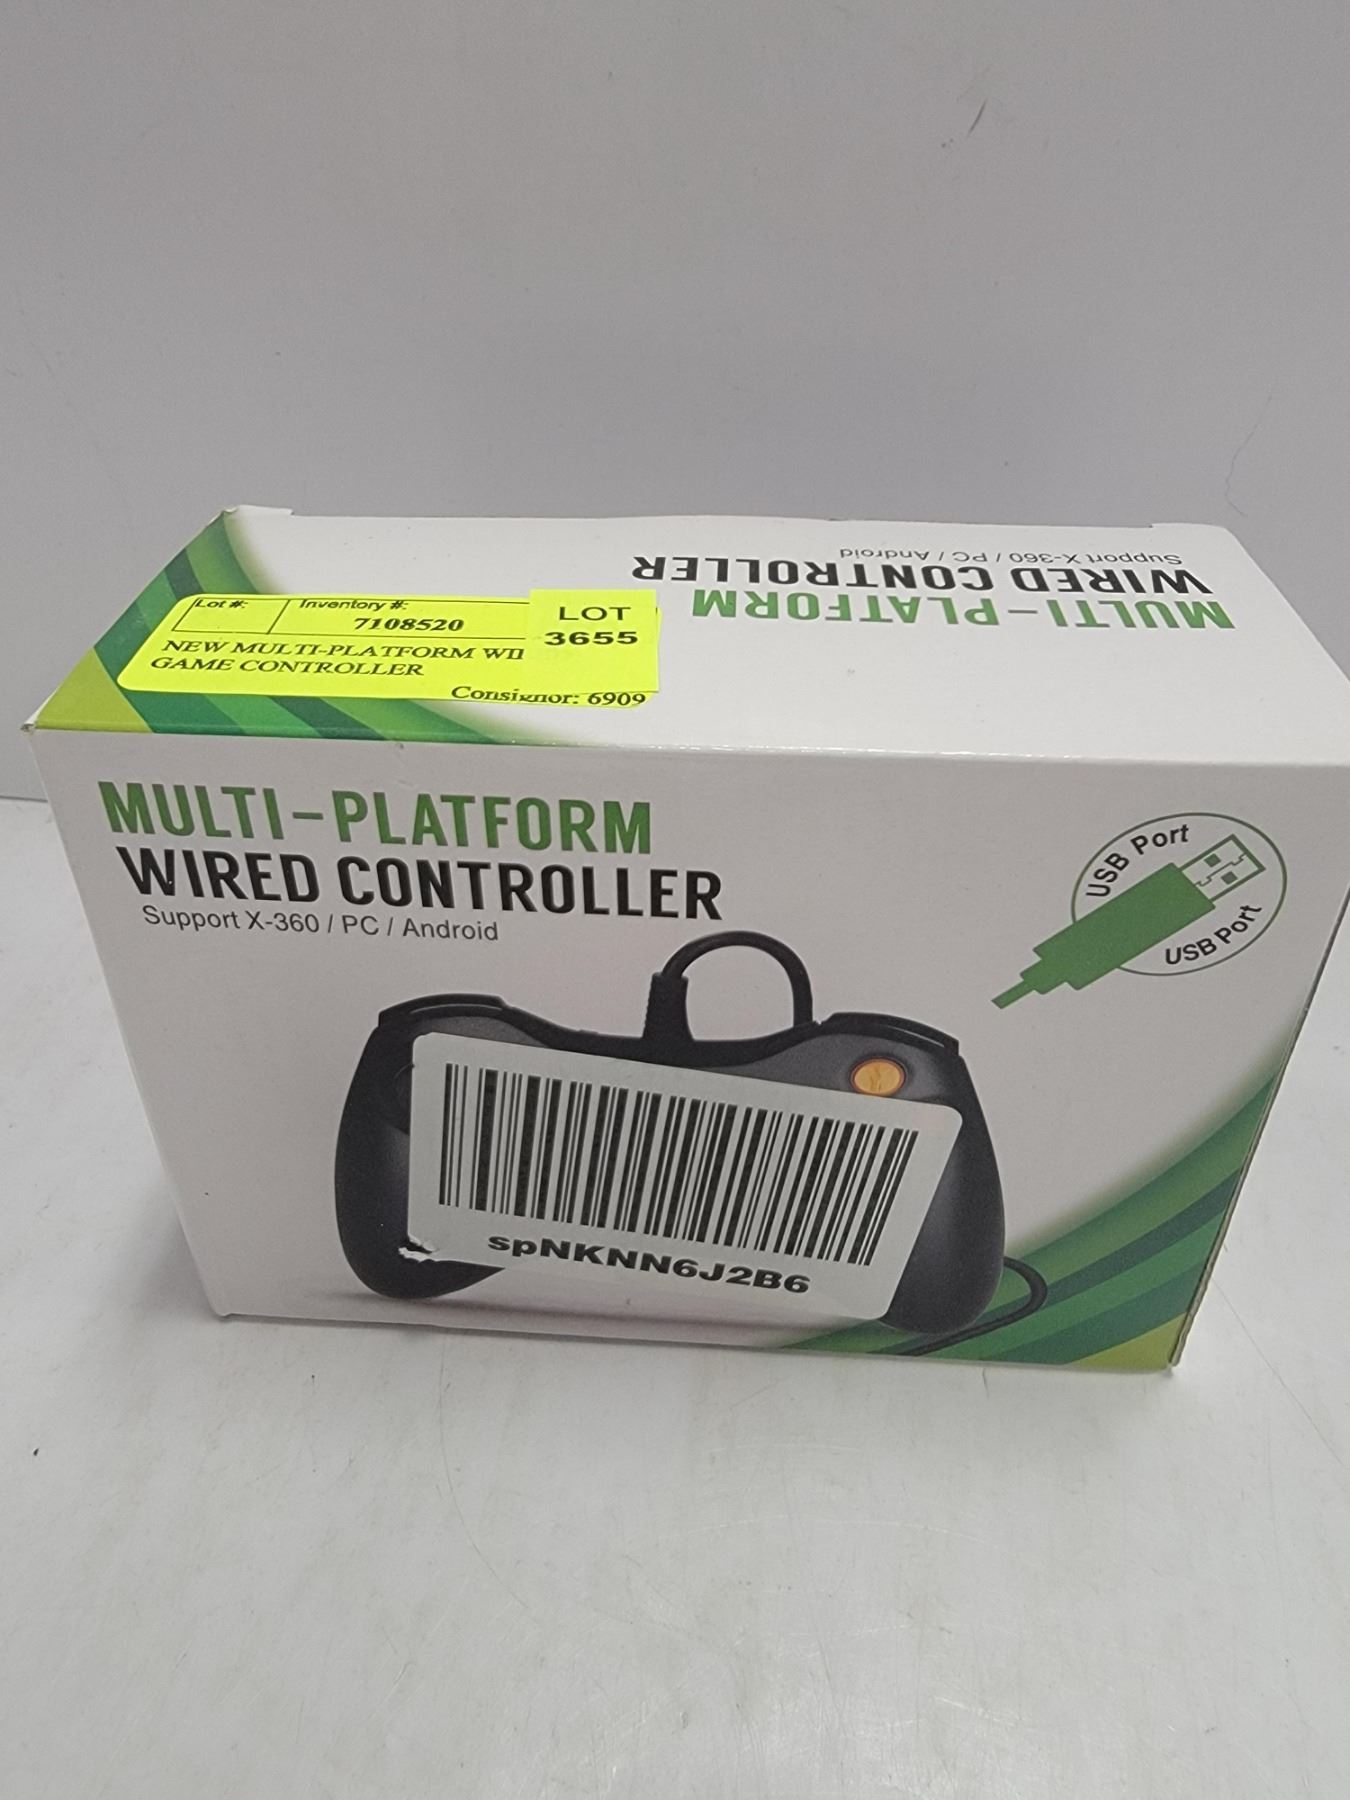 Support X-360 / PC / Android
WIRED CONTROLLER
MULTI-PLATFORM
Lot #:
Inventory #:
7108520
LOT
3655
NEW MULTI-PLATFORM
GAME CONTROLLER
Consignor: 6909
MULTI-PLATFORM
WIRED CONTROLLER
Support X-360 / PC / Android
USB Port
USB Port
spNKNN6J2B6